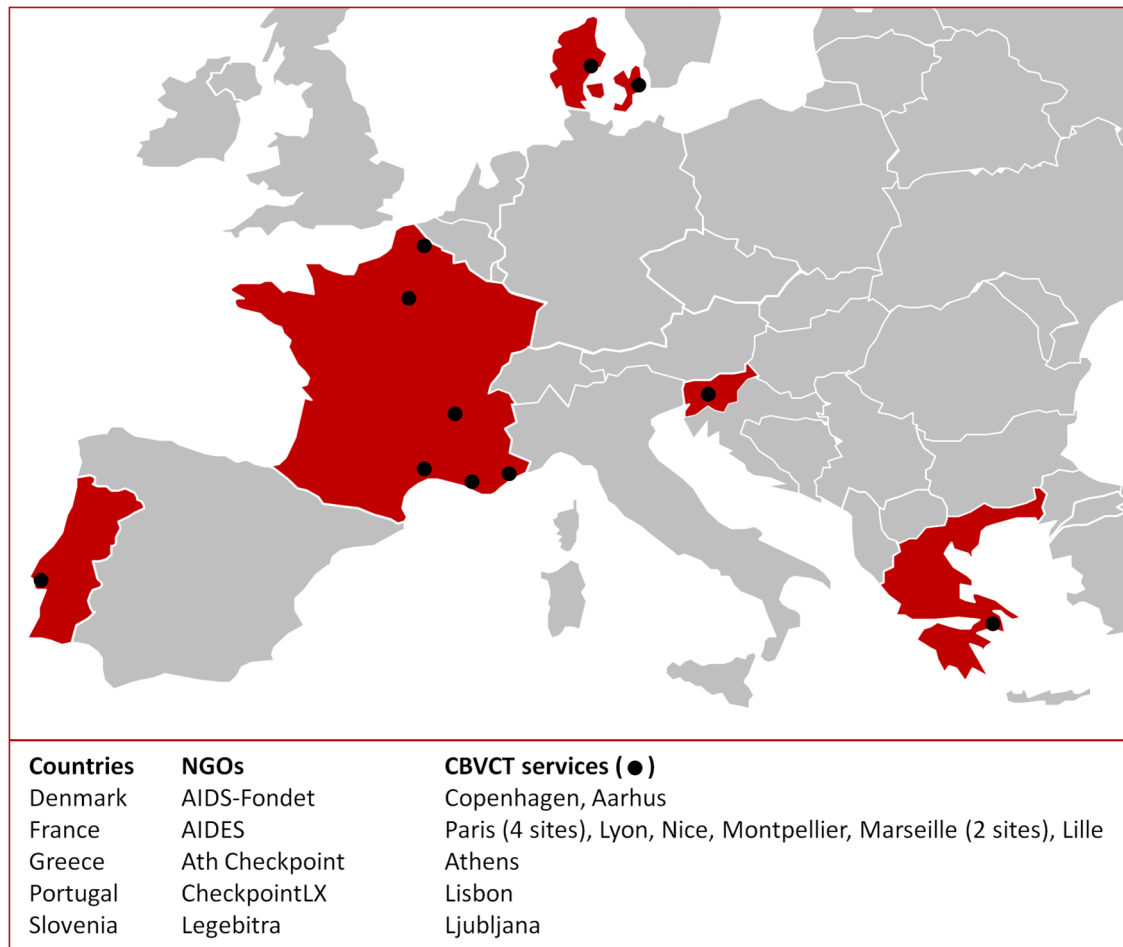 Countries NGOs CBVCT services (●)
Denmark AIDS-Fondet Copenhagen, Aarhus
France AIDES Paris (4 sites), Lyon, Nice, Montpellier, Marseille (2 sites), Lille
Greece Ath Checkpoint Athens
Portugal CheckpointLX Lisbon
Slovenia Legebitra Ljubljana